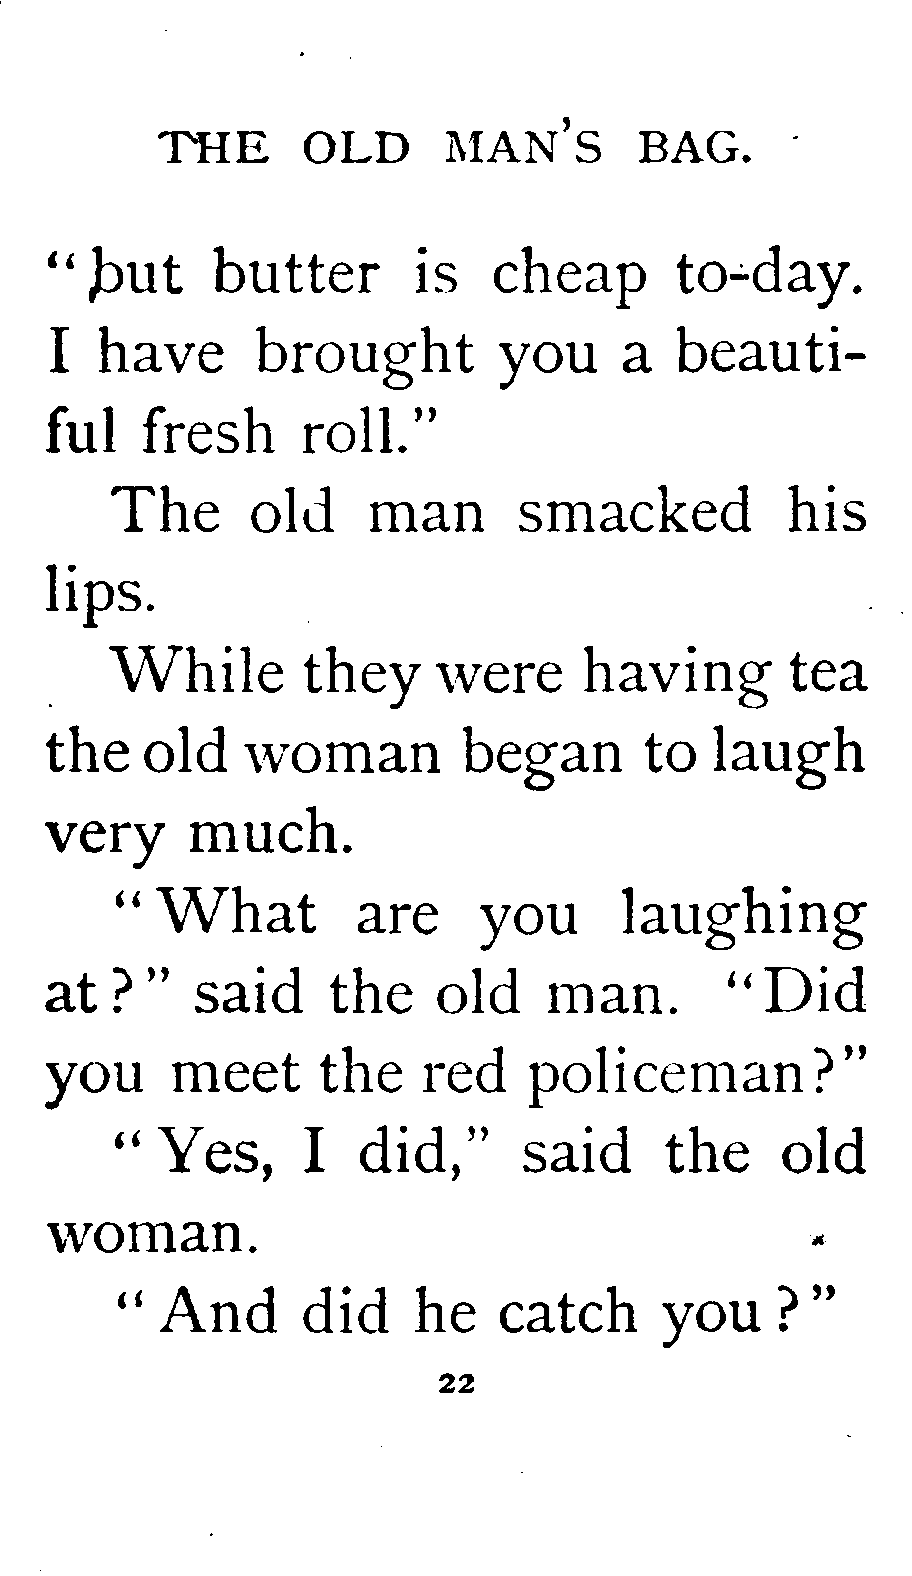 THE OLD MAN'S BAG.
"but butter is cheap to-day.
I have brought you a beauti-
ful fresh roll."
The old man smacked his
lips.
While they were having tea
the old woman began to laugh
very much.
"What are you laughing
at?" said the old man. "Did
you meet the red policeman?"
"Yes, I did," said the old
woman.
"And did he catch you?"
22